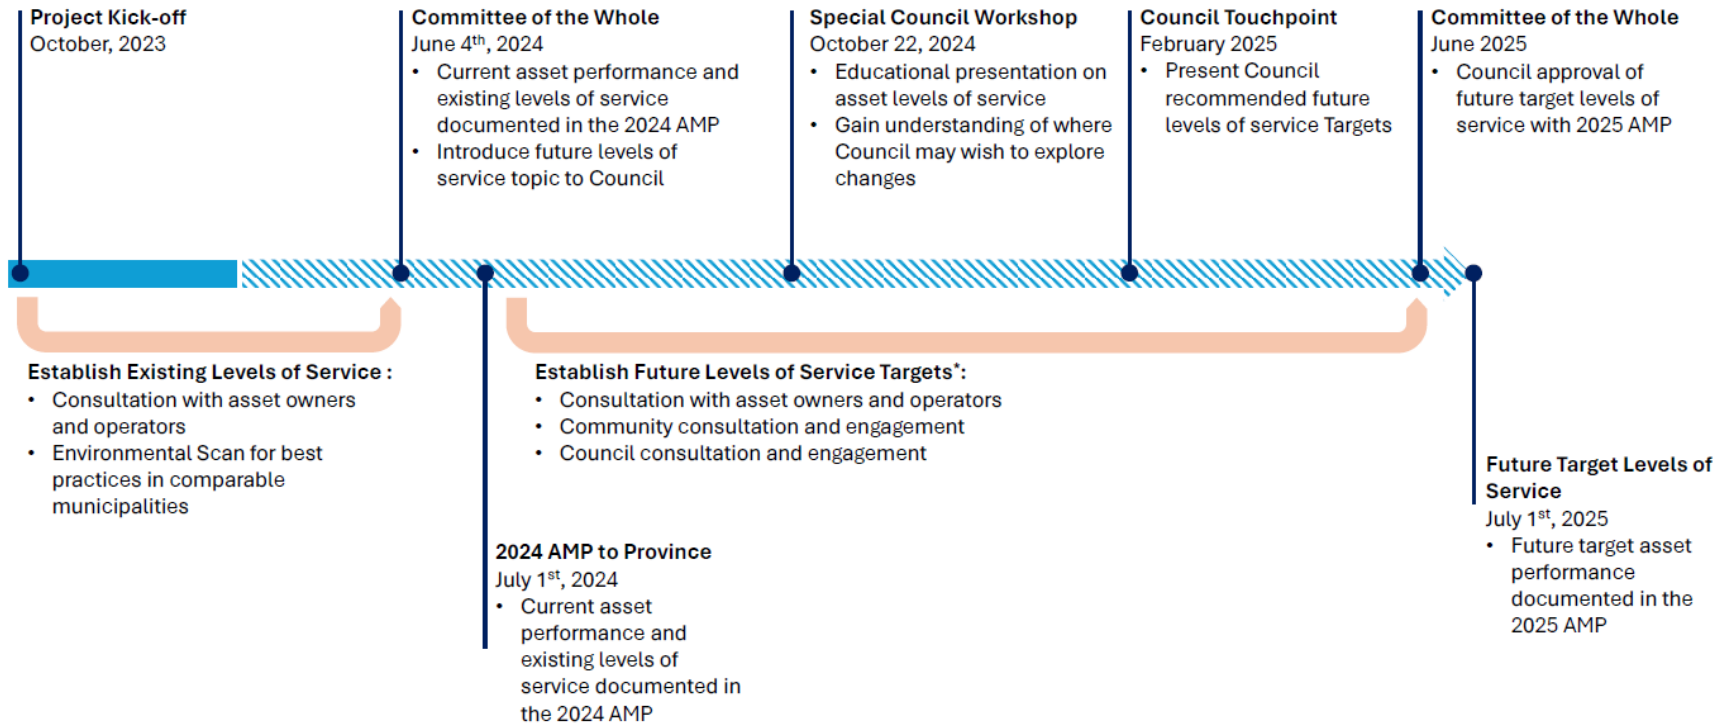 Project Kick-off
October, 2023
Committee of the Whole
June 4th, 2024
• Current asset performance and
existing levels of service
documented in the 2024 AMP
• Introduce future levels of
service topic to Council
Special Council Workshop
October 22, 2024
• Educational presentation on
asset levels of service
• Gain understanding of where
Council may wish to explore
changes
Council Touchpoint
February 2025
• Present Council
recommended future
levels of service Targets
Committee of the Whole
June 2025
• Council approval of
future target levels of
service with 2025 AMP
Establish Existing Levels of Service :
• Consultation with asset owners
and operators
• Environmental Scan for best
practices in comparable
municipalities
Establish Future Levels of Service Targets*:
• Consultation with asset owners and operators
• Community consultation and engagement
• Council consultation and engagement
2024 AMP to Province
July 1st, 2024
• Current asset
performance and
existing levels of
service documented in
the 2024 AMP
Future Target Levels of
Service
July 1st, 2025
• Future target asset
performance
documented in the
2025 AMP